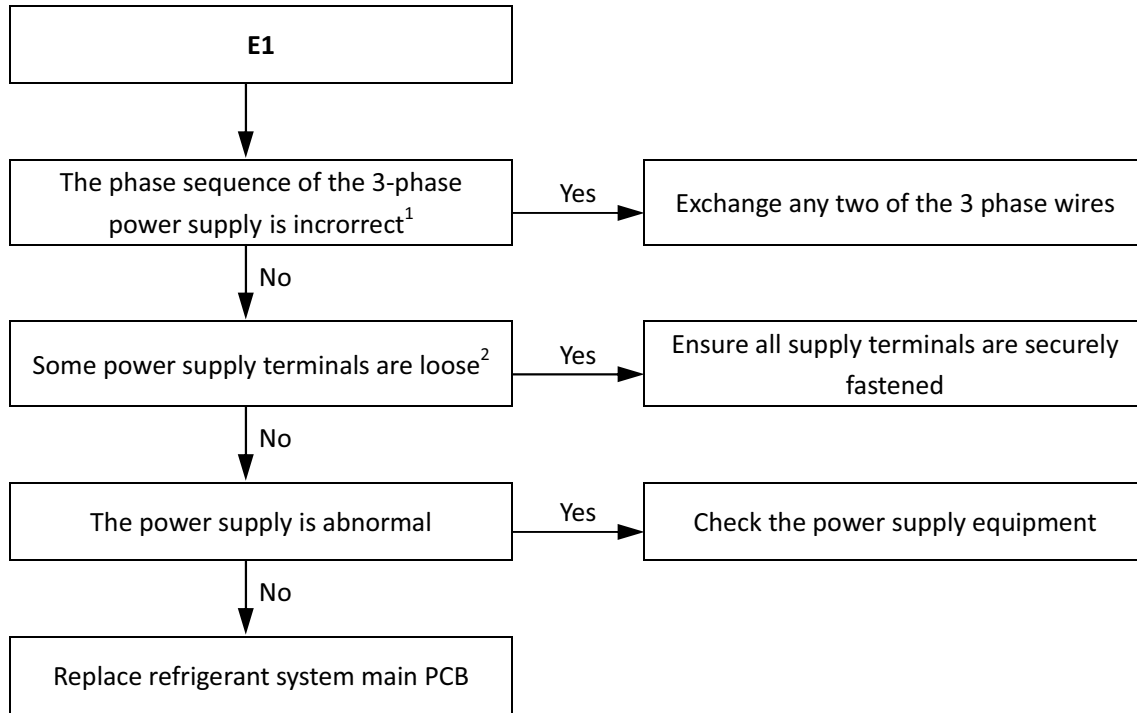 E1
The phase sequence of the 3-phase
power supply is incrorrect1
Yes
Exchange any two of the 3 phase wires
No
Some power supply terminals are loose2
Yes
Ensure all supply terminals are securely
fastened
No
The power supply is abnormal
Yes
Check the power supply equipment
No
Replace refrigerant system main PCB